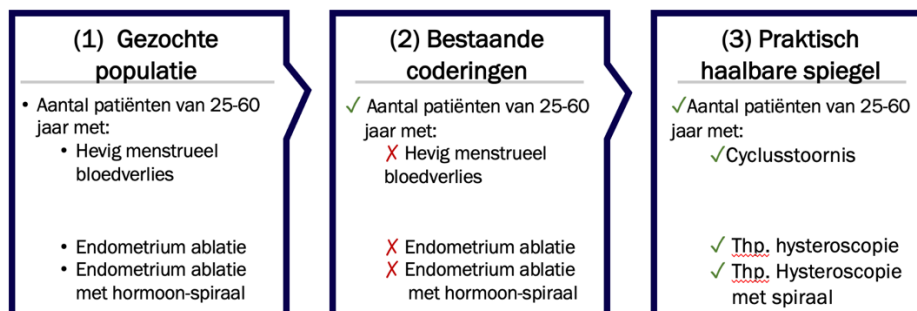 (1) Gezochte
populatie
• Aantal patiënten van 25-60
jaar met:
• Hevig menstrueel
bloedverlies
• Endometrium ablatie
• Endometrium ablatie
met hormoon-spiraal
(2) Bestaande
coderingen
✓ Aantal patiënten van 25-60
jaar met:
✗ Hevig menstrueel
bloedverlies
✗ Endometrium ablatie
✗ Endometrium ablatie
met hormoon-spiraal
(3) Praktisch
haalbare spiegel
✓Aantal patiënten van 25-60
jaar met:
✓Cyclusstoornis
✓ Thp. hysteroscopie
✓ Thp. Hysteroscopie
met spiraal